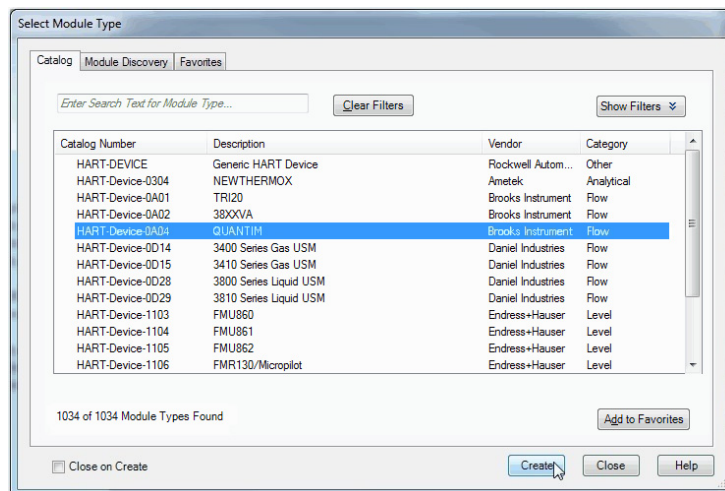 Select Module Type
Catalog Module Discovery Favorites
Enter Search Text for Module Type... Clear Filters Show Filters
Catalog Number Description Vendor Category
HART-DEVICE Generic HART Device Rockwell Autom... Other
HART-Device-0304 NEWTHERMOX Ametek Analytical
HART-Device-0A01 TRI20 Brooks Instrument Flow
HART-Device-0A02 38XXVA Brooks Instrument Flow
HART-Device-0A04 QUANTIM Brooks Instrument Flow
HART-Device-0D14 3400 Series Gas USM Daniel Industries Flow
HART-Device-0D15 3410 Series Gas USM Daniel Industries Flow
HART-Device-0D28 3800 Series Liquid USM Daniel Industries Flow
HART-Device-0D29 3810 Series Liquid USM Daniel Industries Flow
HART-Device-1103 FMU860 Endress+Hauser Level
HART-Device-1104 FMU861 Endress+Hauser Level
HART-Device-1105 FMU862 Endress+Hauser Level
HART-Device-1106 FMR130/Micropilot Endress+Hauser Level
1034 of 1034 Module Types Found Add to Favorites
Close on Create Create Close Help